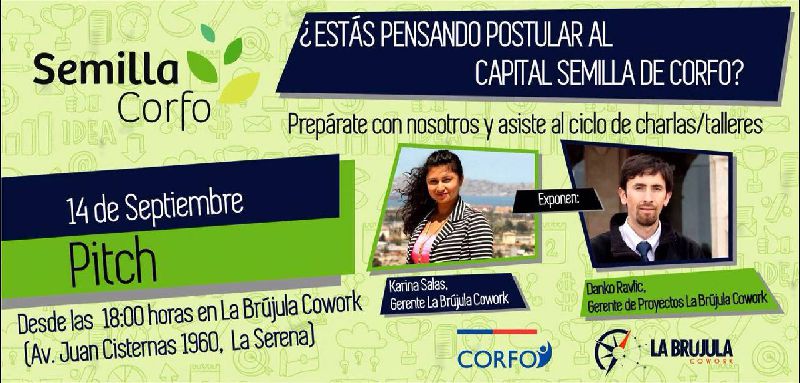 Semilla
Corfo
¿ESTÁS PENSANDO POSTULAR AL
CAPITAL SEMILLA DE CORFO?
Prepárate con nosotros y asiste al ciclo de charlas/talleres
14 de Septiembre
Pitch
Exponen:
Karina Salas,
Gerente La Brújula Cowork
Danko Ravlic,
Gerente de Proyectos La Brújula Cowork
Desde las 18:00 horas en La Brújula Cowork
(Av. Juan Cisternas 1960, La Serena)
CORFO
LA BRUJULA
COWORK
IDEA